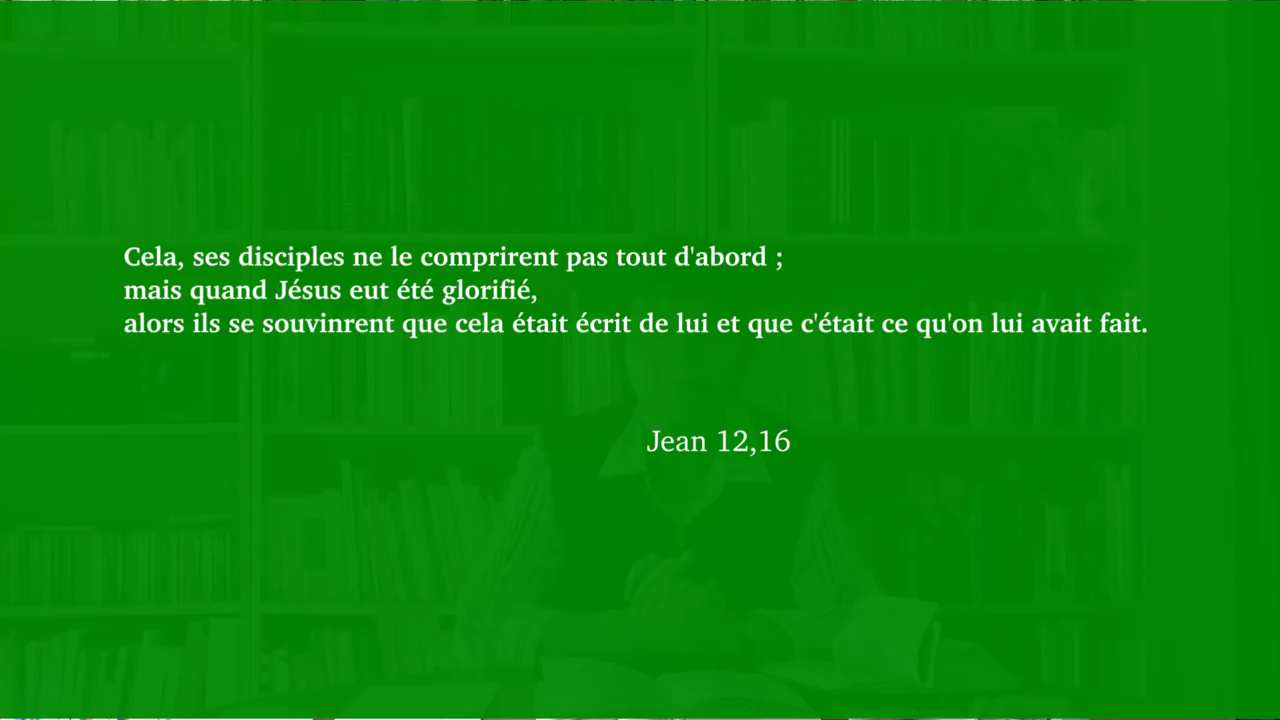 Cela, ses disciples ne le comprirent pas tout d'abord ;
mais quand Jésus eut été glorifié,
alors ils se souvinrent que cela était écrit de lui et que c'était ce qu'on lui avait fait.
Jean 12,16